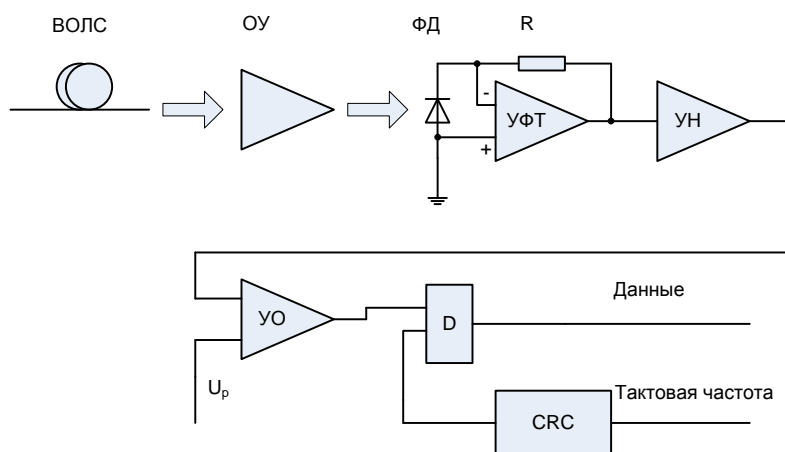 ВОЛС
ОУ
ФД
R
-
УФТ
+
УН
УО
Uр
D
Данные
CRC
Тактовая частота